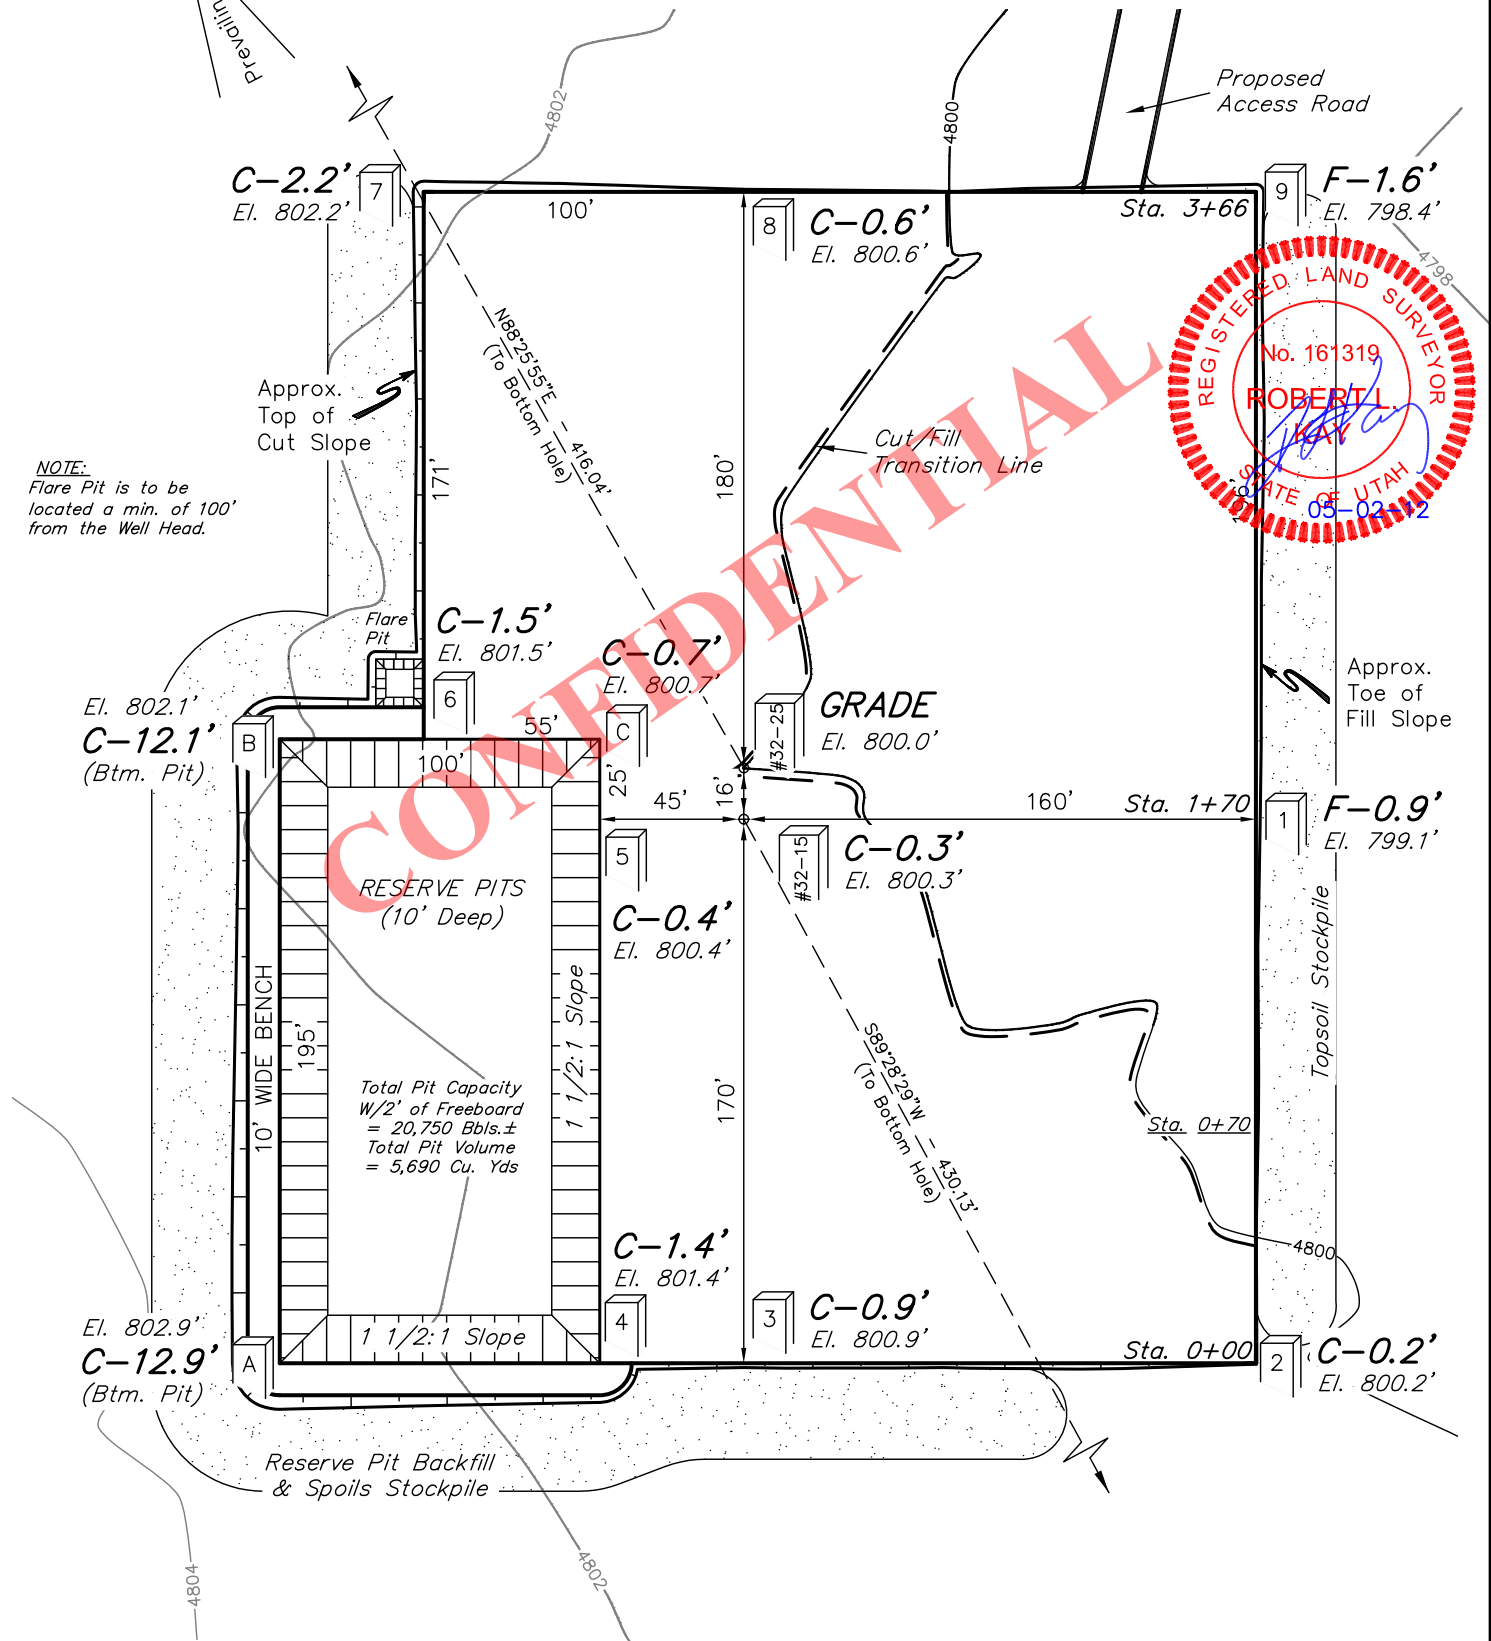 Prevailin
4802
4800
Proposed
Access Road
C-2.2'
El. 802.2'
7
100'
8
C-0.6'
El. 800.6'
Sta. 3+66
9
F-1.6'
El. 798.4'
4798
REGISTERED LAND SURVEYOR
No. 161319
ROBERT L.
KAY
STATE OF UTAH
05-02-12
N88°25'55"E - 416.04'
(To Bottom Hole)
Approx.
Top of
Cut Slope
171'
180'
Cut/Fill
Transition Line
NOTE:
Flare Pit is to be
located a min. of 100'
from the Well Head.
CONFIDENTIAL
Flare
Pit
C-1.5'
El. 801.5'
6
C-0.7'
El. 800.7'
C
55'
#32-25
GRADE
El. 800.0'
Approx.
Toe of
Fill Slope
El. 802.1'
C-12.1'
(Btm. Pit)
B
100'
25'
45'
16'
160'
Sta. 1+70
1
F-0.9'
El. 799.1'
5
#32-15
C-0.3'
El. 800.3'
RESERVE PITS
(10' Deep)
C-0.4'
El. 800.4'
10' WIDE BENCH
195'
1 1/2:1 Slope
Topsoil Stockpile
Total Pit Capacity
W/2' of Freeboard
= 20,750 Bbls.±
Total Pit Volume
= 5,690 Cu. Yds
170'
S89°28'29"W - 430.13'
(To Bottom Hole)
Sta. 0+70
4800
C-1.4'
El. 801.4'
4
3
C-0.9'
El. 800.9'
El. 802.9'
C-12.9'
(Btm. Pit)
A
1 1/2:1 Slope
Sta. 0+00
2
C-0.2'
El. 800.2'
Reserve Pit Backfill
& Spoils Stockpile
4804
4802